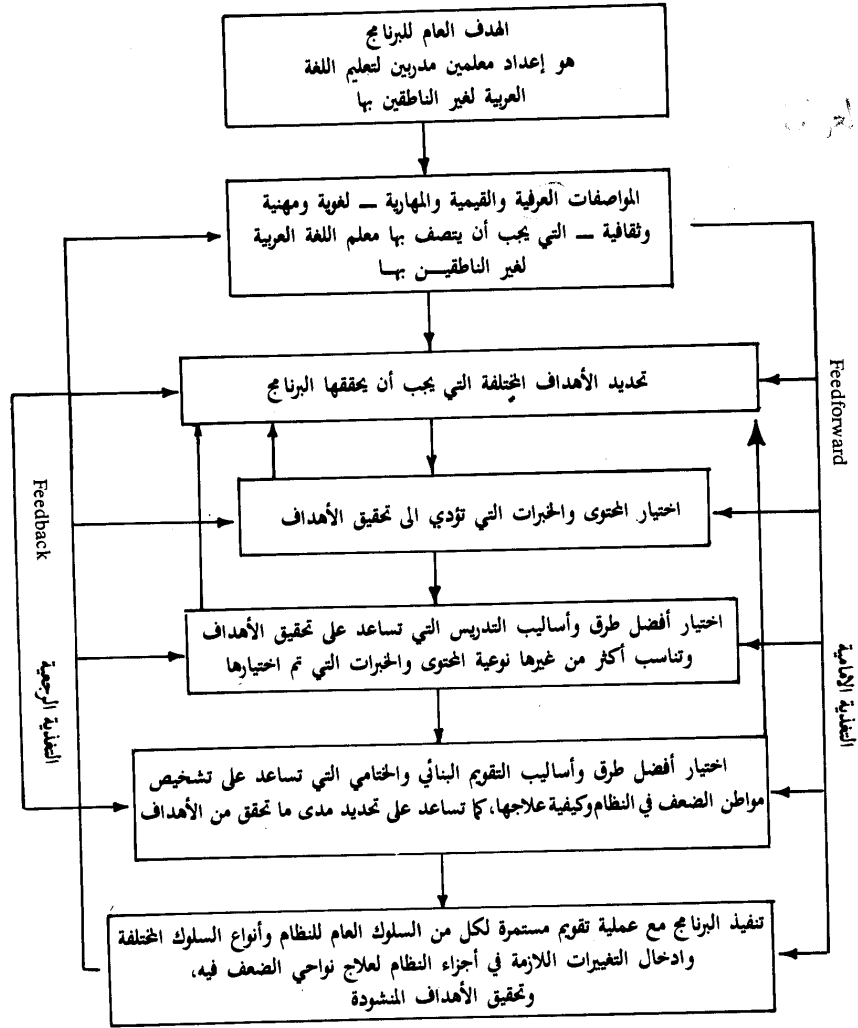 الهدف العام للبرنامج
هو إعداد معلمين مدربين لتعليم اللغة
العربية لغير الناطقين بها
المواصفات العرفية والقيمية والمهارية — لغوية ومهنية
وثقافية — التي يجب أن يتصف بها معلم اللغة العربية
لغير الناطقيـــن بهــا
تحديد الأهداف المختلفة التي يجب أن يحققها البرنامج
Feedforward
اختيار المحتوى والخبرات التي تؤدي الى تحقيق الأهداف
Feedback
اختيار أفضل طرق وأساليب التدريس التي تساعد على تحقيق الأهداف
وتناسب أكثر من غيرها نوعية المحتوى والخبرات التي تم اختيارها
التغذية الامامية
التغذية الرجعية
اختيار أفضل طرق وأساليب التقويم البنائي والختامي التي تساعد على تشخيص
مواطن الضعف في النظام وكيفية علاجها، كما تساعد على تحديد مدى ما تحقق من الأهداف
تنفيذ البرنامج مع عملية تقويم مستمرة لكل من السلوك العام للنظام وأنواع السلوك المختلفة
وادخال التغييرات اللازمة في أجزاء النظام لعلاج نواحي الضعف فيه،
وتحقيق الأهداف المنشودة